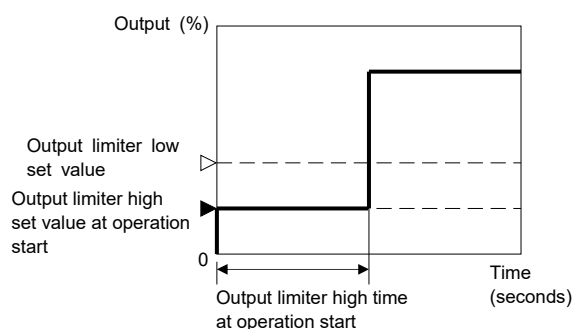 Output (%)
Output limiter low
set value
Output limiter high
set value at operation
start
0
Time
(seconds)
Output limiter high time
at operation start